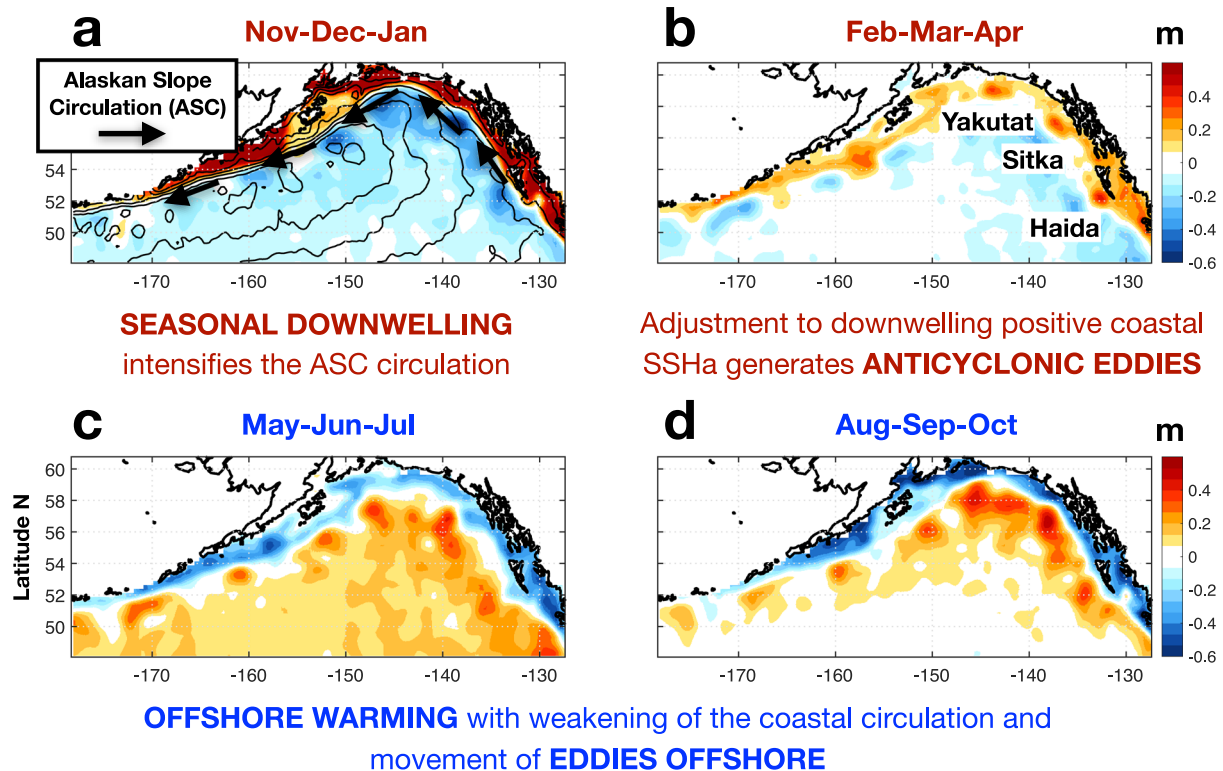 a
Nov-Dec-Jan
b
Feb-Mar-Apr
m
Alaskan Slope
Circulation (ASC)
54
52
50
-170
-160
-150
-140
-130
Yakutat
Sitka
Haida
-170
-160
-150
-140
-130
0.4
0.2
0
-0.2
-0.4
-0.6
SEASONAL DOWNWELLING
intensifies the ASC circulation
Adjustment to downwelling positive coastal
SSHa generates ANTICYCLONIC EDDIES
c
May-Jun-Jul
d
Aug-Sep-Oct
m
Latitude N
60
58
56
54
52
50
-170
-160
-150
-140
-130
-170
-160
-150
-140
-130
0.4
0.2
0
-0.2
-0.4
-0.6
OFFSHORE WARMING with weakening of the coastal circulation and
movement of EDDIES OFFSHORE